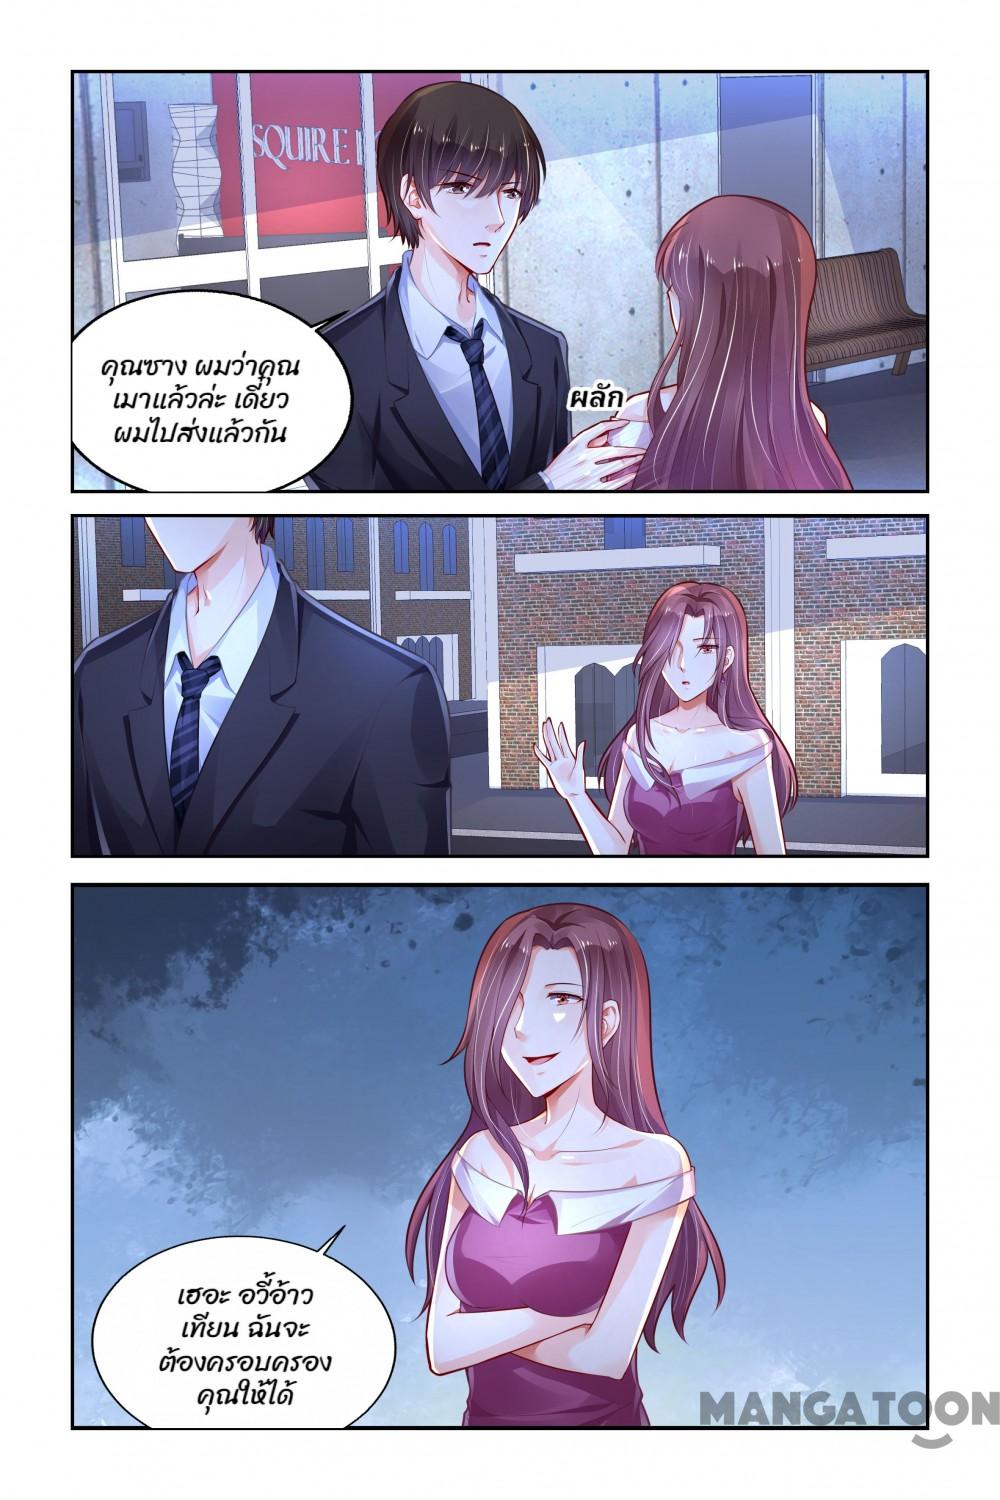 SQUIRE
คุณซาง ผมว่าคุณ
เมาแล้วล่ะ เดี๋ยว
ผมไปส่งแล้วกัน
ผลัก
เฮอะ อวี้อ้าว
เทียน ฉันจะ
ต้องครอบครอง
คุณให้ได้
MANGATOON